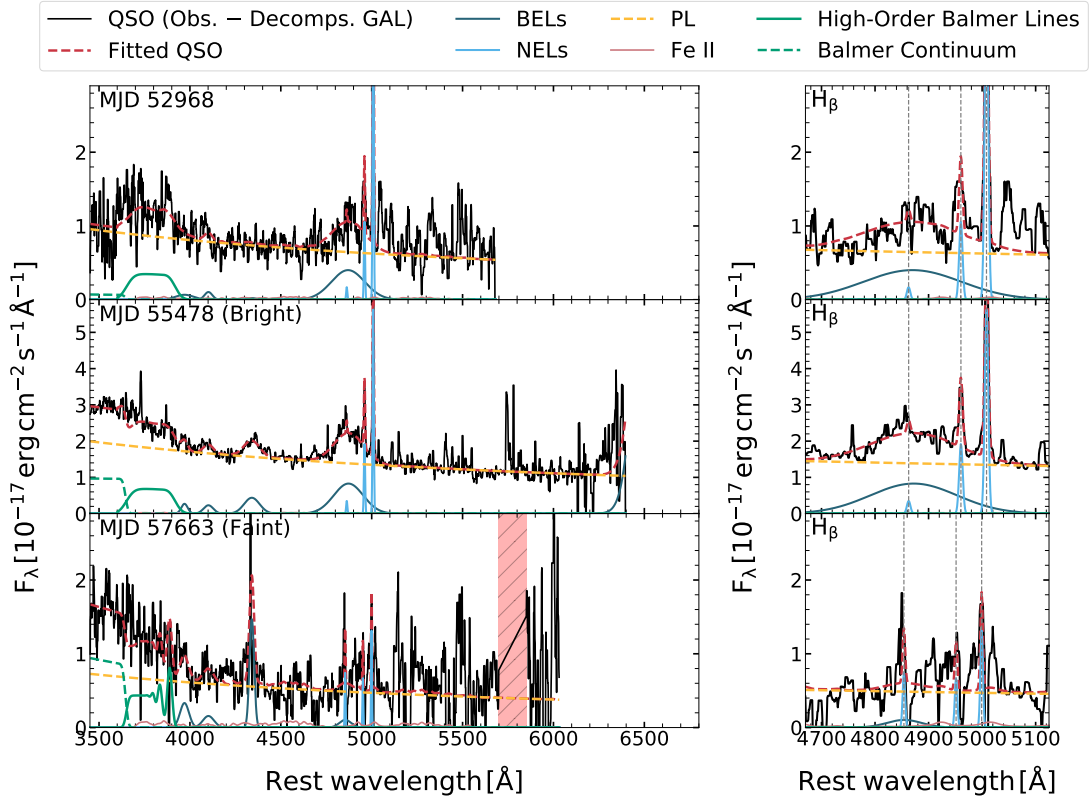 QSO (Obs. − Decomps. GAL) BELs PL High-Order Balmer Lines
Fitted QSO NELs Fe II Balmer Continuum
MJD 52968 Hβ
2 2
1 1
0 0
MJD 55478 (Bright) Hβ
5 5
4 4
3 3
2 2
1 1
0 0
MJD 57663 (Faint) Hβ
2 2
1 1
0 0
Fλ [10⁻¹⁷ erg cm⁻² s⁻¹ Å⁻¹] Fλ [10⁻¹⁷ erg cm⁻² s⁻¹ Å⁻¹]
3500 4000 4500 5000 5500 6000 6500 4700 4800 4900 5000 5100
Rest wavelength [Å] Rest wavelength [Å]